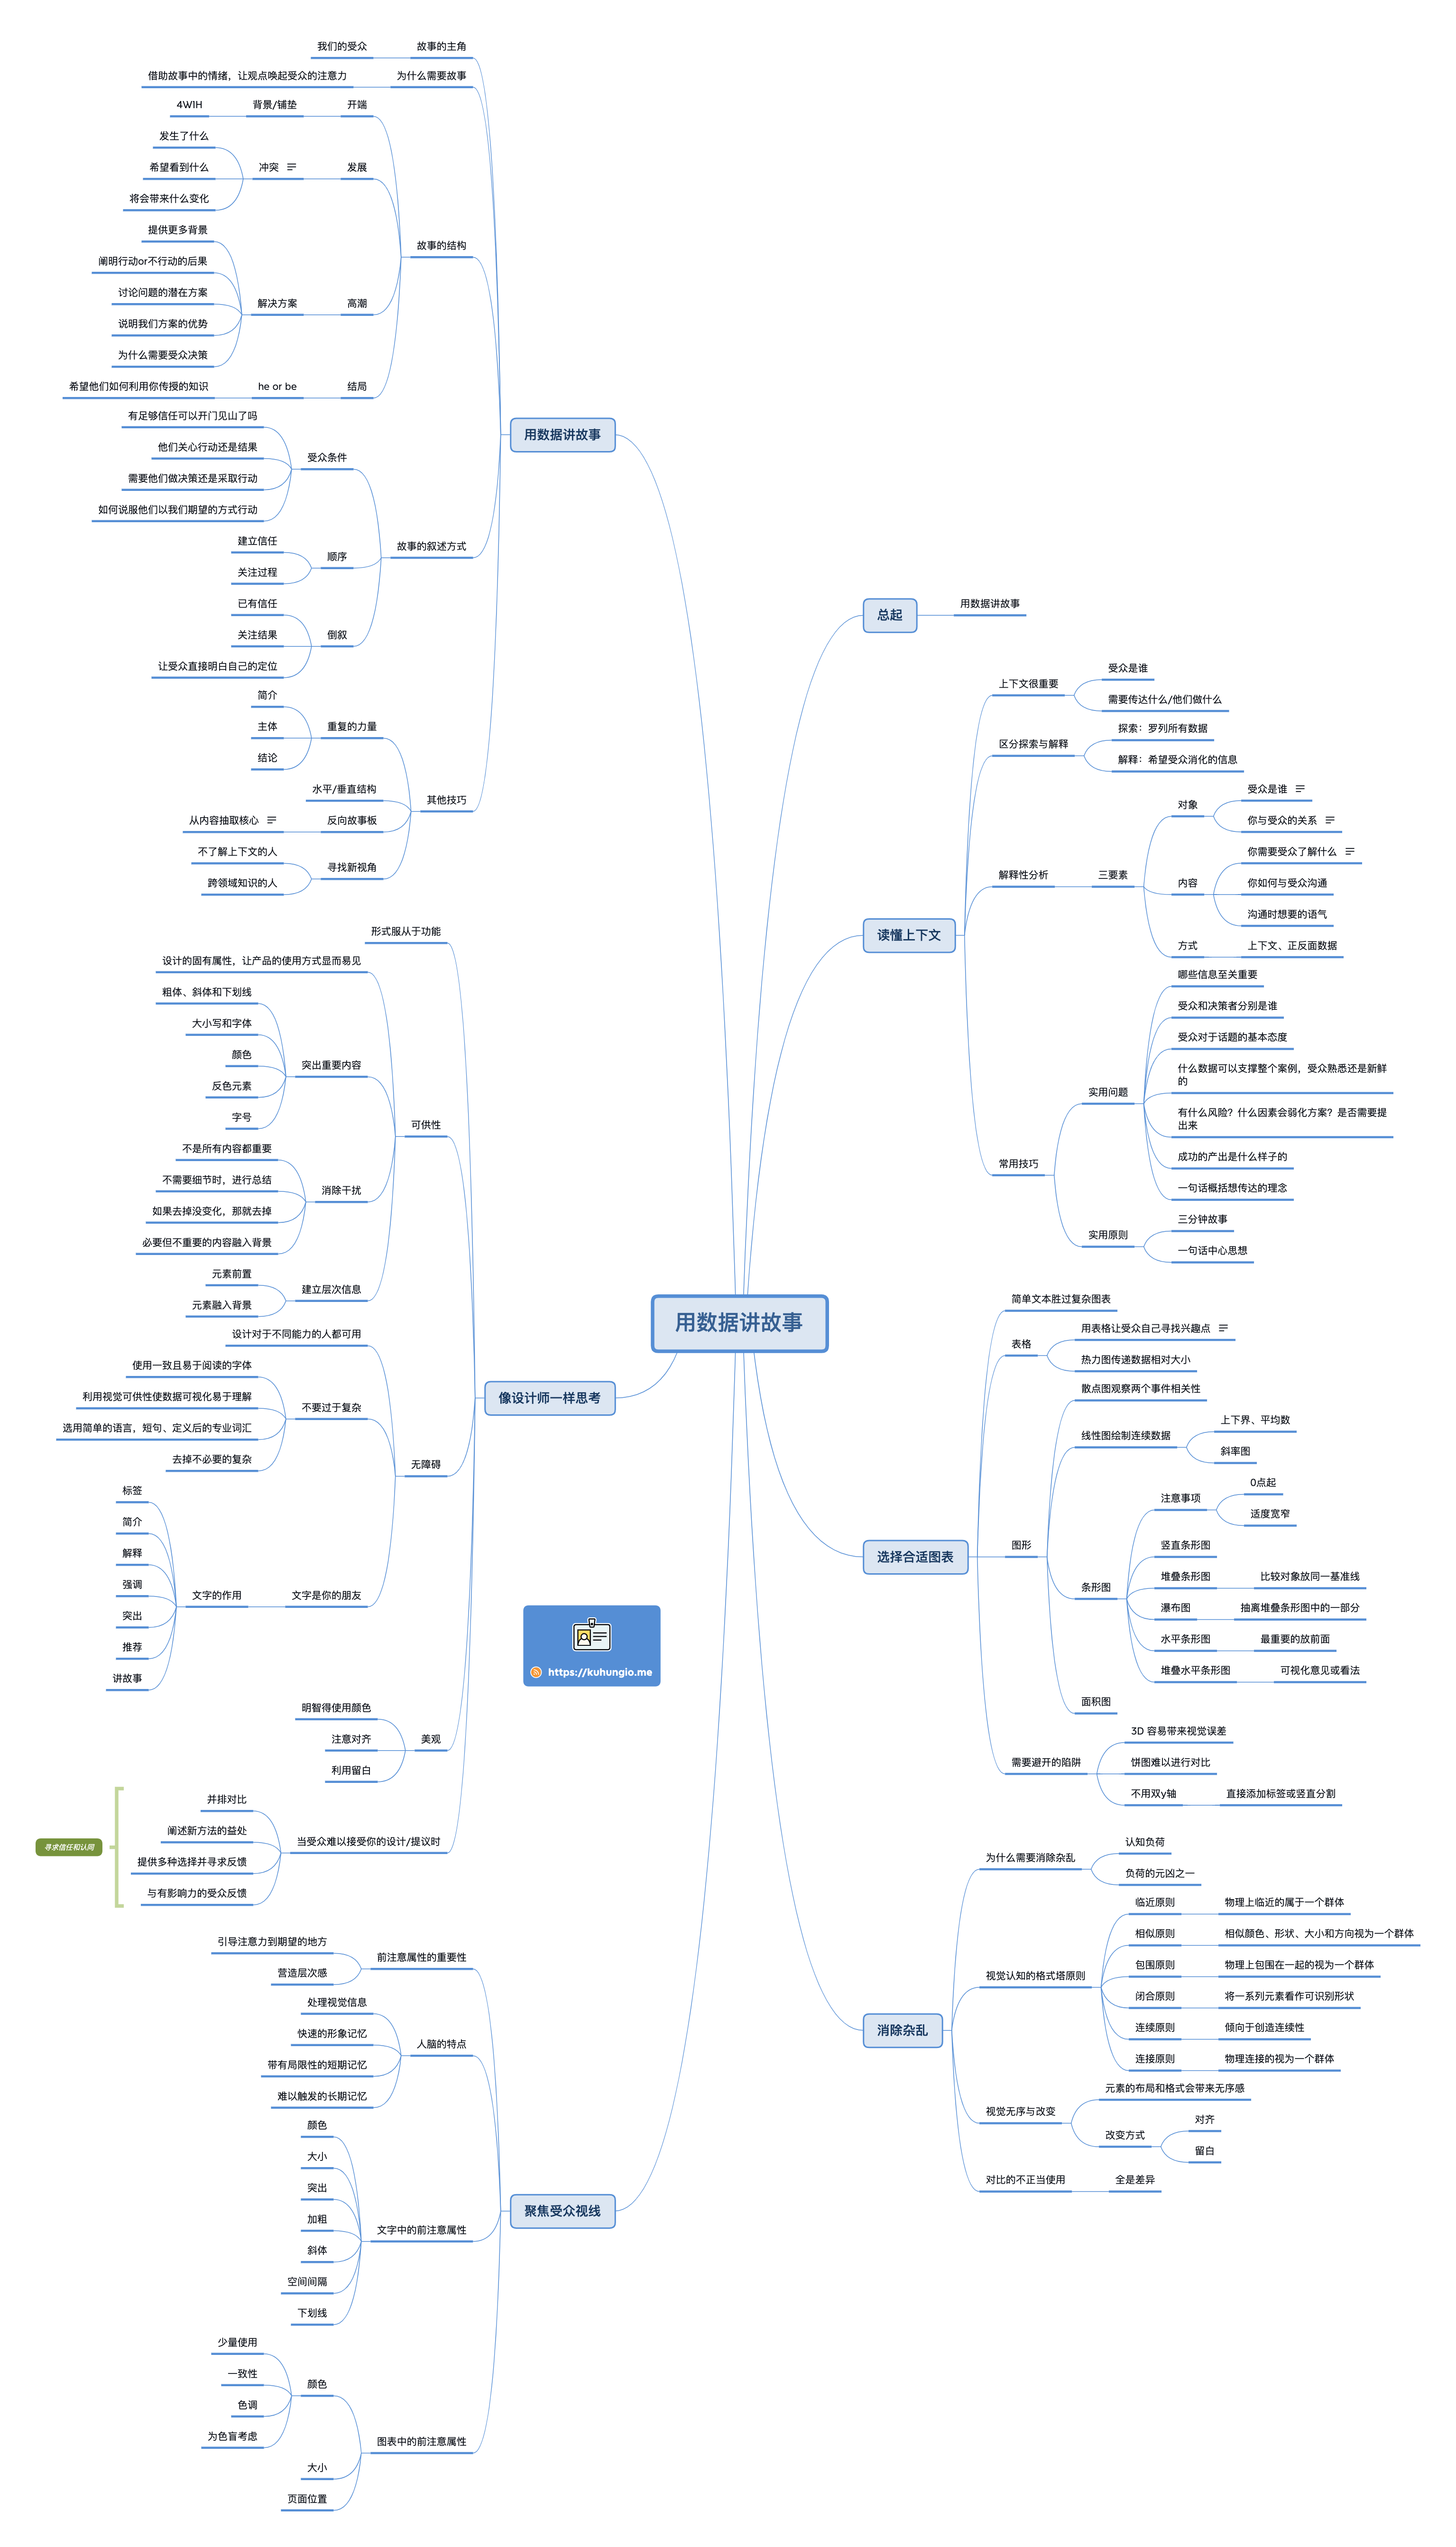 用数据讲故事
总起
用数据讲故事
读懂上下文
上下文很重要
受众是谁
需要传达什么/他们做什么
区分探索与解释
探索：罗列所有数据
解释：希望受众消化的信息
解释性分析
三要素
对象
受众是谁
你与受众的关系
内容
你需要受众了解什么
你如何与受众沟通
沟通时想要的语气
方式
上下文、正反面数据
常用技巧
实用问题
哪些信息至关重要
受众和决策者分别是谁
受众对于话题的基本态度
什么数据可以支撑整个案例，受众熟悉还是新鲜
的
有什么风险？什么因素会弱化方案？是否需要提
出来
成功的产出是什么样子的
一句话概括想传达的理念
实用原则
三分钟故事
一句话中心思想
选择合适图表
简单文本胜过复杂图表
表格
用表格让受众自己寻找兴趣点
热力图传递数据相对大小
图形
散点图观察两个事件相关性
线性图绘制连续数据
上下界、平均数
斜率图
条形图
注意事项
0点起
适度宽窄
竖直条形图
堆叠条形图
比较对象放同一基准线
瀑布图
抽离堆叠条形图中的一部分
水平条形图
最重要的放前面
堆叠水平条形图
可视化意见或看法
面积图
需要避开的陷阱
3D 容易带来视觉误差
饼图难以进行对比
不用双y轴
直接添加标签或竖直分割
消除杂乱
为什么需要消除杂乱
认知负荷
负荷的元凶之一
视觉认知的格式塔原则
临近原则
物理上临近的属于一个群体
相似原则
相似颜色、形状、大小和方向视为一个群体
包围原则
物理上包围在一起的视为一个群体
闭合原则
将一系列元素看作可识别形状
连续原则
倾向于创造连续性
连接原则
物理连接的视为一个群体
视觉无序与改变
元素的布局和格式会带来无序感
改变方式
对齐
留白
对比的不正当使用
全是差异
用数据讲故事
故事的主角
我们的受众
为什么需要故事
借助故事中的情绪，让观点唤起受众的注意力
故事的结构
开端
背景/铺垫
4W1H
发展
冲突
发生了什么
希望看到什么
将会带来什么变化
高潮
解决方案
提供更多背景
阐明行动or不行动的后果
讨论问题的潜在方案
说明我们方案的优势
为什么需要受众决策
结局
he or be
希望他们如何利用你传授的知识
故事的叙述方式
受众条件
有足够信任可以开门见山了吗
他们关心行动还是结果
需要他们做决策还是采取行动
如何说服他们以我们期望的方式行动
顺序
建立信任
关注过程
倒叙
已有信任
关注结果
让受众直接明白自己的定位
其他技巧
重复的力量
简介
主体
结论
水平/垂直结构
反向故事板
从内容抽取核心
寻找新视角
不了解上下文的人
跨领域知识的人
像设计师一样思考
形式服从于功能
可供性
设计的固有属性，让产品的使用方式显而易见
突出重要内容
粗体、斜体和下划线
大小写和字体
颜色
反色元素
字号
消除干扰
不是所有内容都重要
不需要细节时，进行总结
如果去掉没变化，那就去掉
必要但不重要的内容融入背景
建立层次信息
元素前置
元素融入背景
无障碍
设计对于不同能力的人都可用
不要过于复杂
使用一致且易于阅读的字体
利用视觉可供性使数据可视化易于理解
选用简单的语言，短句、定义后的专业词汇
去掉不必要的复杂
文字是你的朋友
文字的作用
标签
简介
解释
强调
突出
推荐
讲故事
美观
明智得使用颜色
注意对齐
利用留白
当受众难以接受你的设计/提议时
并排对比
阐述新方法的益处
提供多种选择并寻求反馈
与有影响力的受众反馈
寻求信任和认同
聚焦受众视线
前注意属性的重要性
引导注意力到期望的地方
营造层次感
人脑的特点
处理视觉信息
快速的形象记忆
带有局限性的短期记忆
难以触发的长期记忆
文字中的前注意属性
颜色
大小
突出
加粗
斜体
空间间隔
下划线
图表中的前注意属性
颜色
少量使用
一致性
色调
为色盲考虑
大小
页面位置
https://kuhungio.me